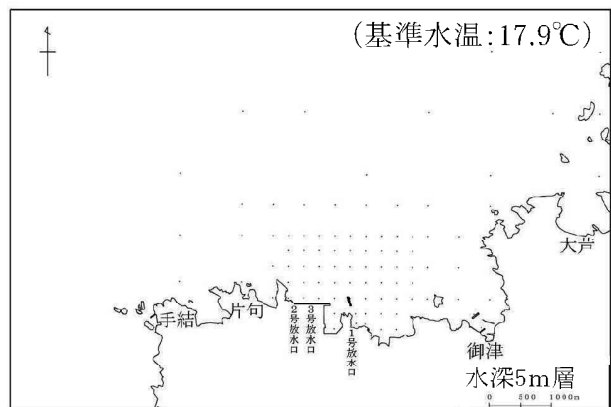 (基準水温:17.9℃)
大芦
手結
片句
2号放水口
3号放水口
1号放水口
御津
水深5m層
0 500 1000m